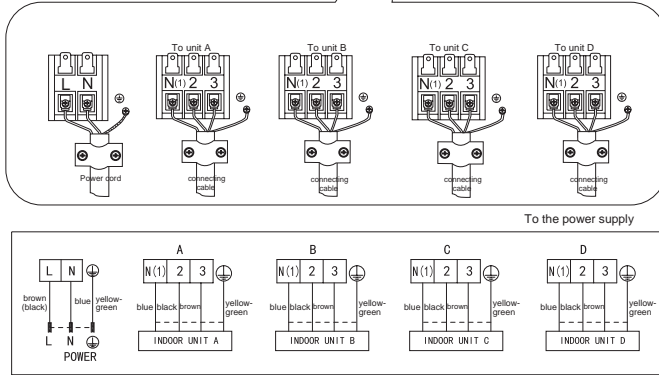 To unit A To unit B To unit C To unit D
L N N(1) 2 3 N(1) 2 3 N(1) 2 3 N(1) 2 3
Power cord connecting cable connecting cable connecting cable connecting cable
To the power supply
A B C D
L N N(1) 2 3 N(1) 2 3 N(1) 2 3 N(1) 2 3
brown (black) blue yellow-green blue black brown yellow-green blue black brown yellow-green blue black brown yellow-green blue black brown yellow-green
L N INDOOR UNIT A INDOOR UNIT B INDOOR UNIT C INDOOR UNIT D
POWER